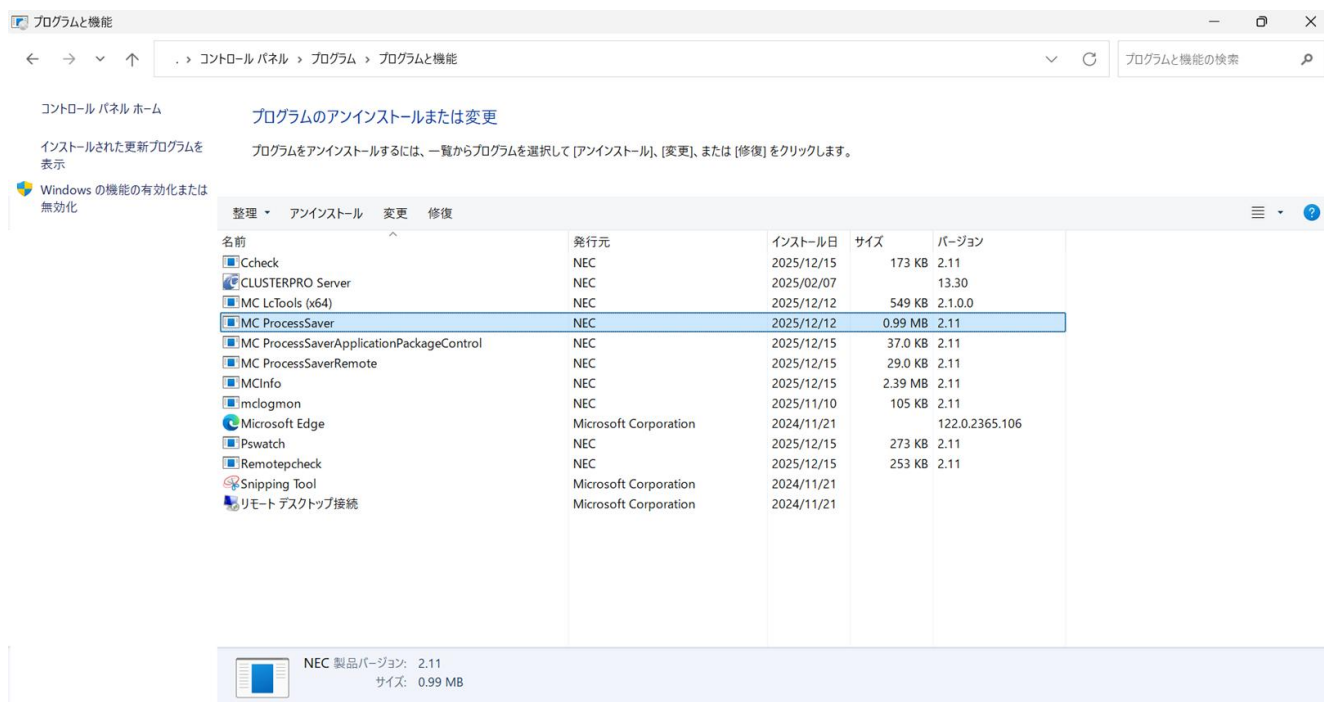 プログラムと機能
. › コントロール パネル › プログラム › プログラムと機能
プログラムと機能の検索
コントロール パネル ホーム
インストールされた更新プログラムを
表示
Windows の機能の有効化または
無効化
プログラムのアンインストールまたは変更
プログラムをアンインストールするには、一覧からプログラムを選択して [アンインストール]、[変更]、または [修復] をクリックします。
整理 アンインストール 変更 修復
名前 発行元 インストール日 サイズ バージョン
Ccheck NEC 2025/12/15 173 KB 2.11
CLUSTERPRO Server NEC 2025/02/07 13.30
MC LcTools (x64) NEC 2025/12/12 549 KB 2.1.0.0
MC ProcessSaver NEC 2025/12/12 0.99 MB 2.11
MC ProcessSaverApplicationPackageControl NEC 2025/12/15 37.0 KB 2.11
MC ProcessSaverRemote NEC 2025/12/15 29.0 KB 2.11
MCInfo NEC 2025/12/15 2.39 MB 2.11
mclogmon NEC 2025/11/10 105 KB 2.11
Microsoft Edge Microsoft Corporation 2024/11/21 122.0.2365.106
Pswatch NEC 2025/12/15 273 KB 2.11
Remotepcheck NEC 2025/12/15 253 KB 2.11
Snipping Tool Microsoft Corporation 2024/11/21
リモート デスクトップ接続 Microsoft Corporation 2024/11/21
NEC 製品バージョン: 2.11
サイズ: 0.99 MB